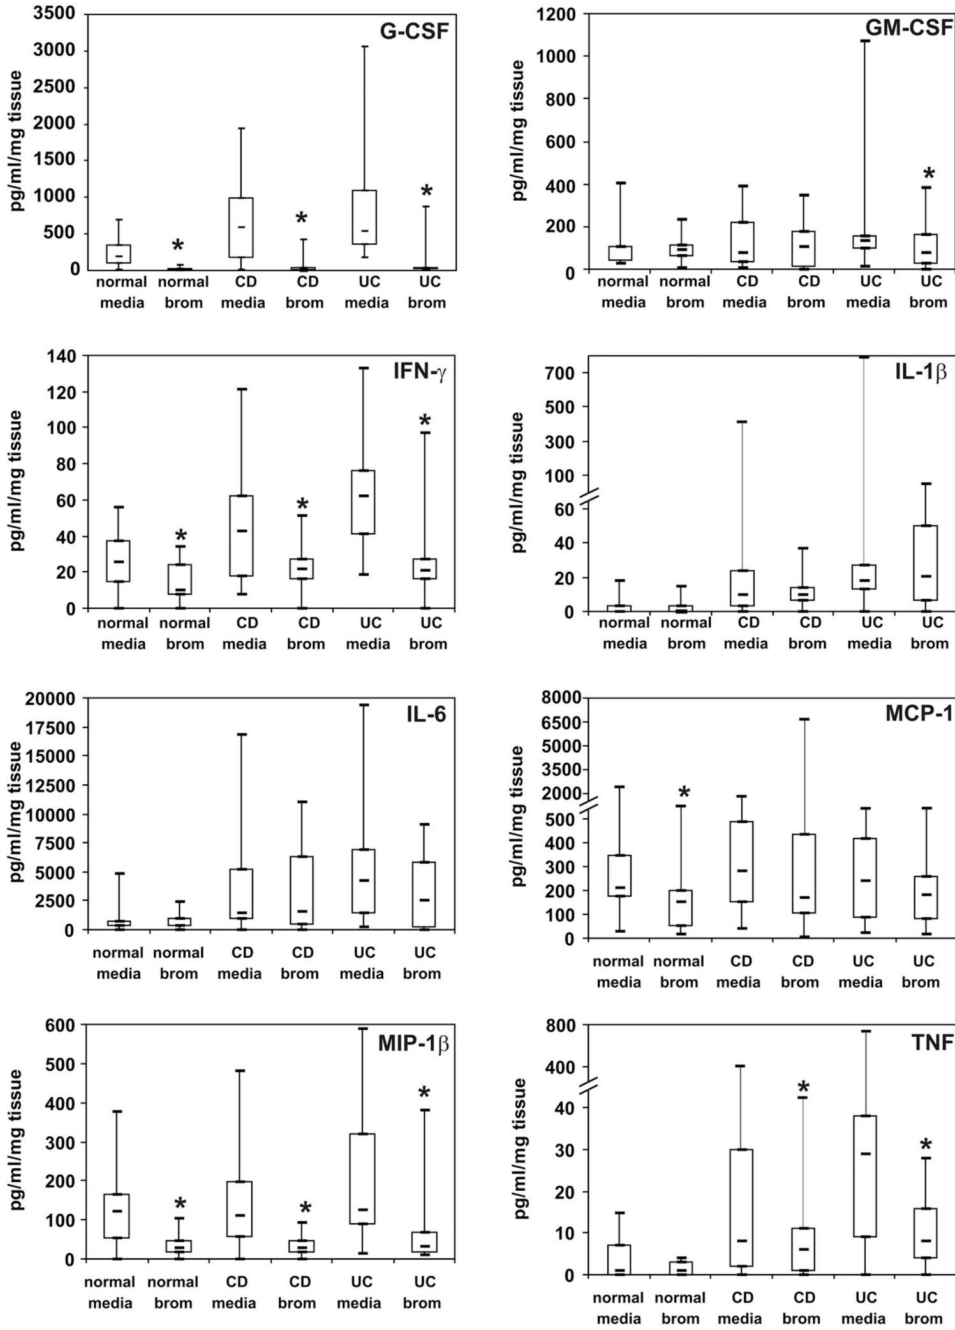 G-CSF
pg/ml/mg tissue
3500
3000
2500
2000
1500
1000
500
0
* * *
normal normal CD CD UC UC
media brom media brom media brom
GM-CSF
pg/ml/mg tissue
1200
1000
800
600
400
200
0
*
normal normal CD CD UC UC
media brom media brom media brom
IFN-γ
pg/ml/mg tissue
140
120
100
80
60
40
20
0
* * *
normal normal CD CD UC UC
media brom media brom media brom
IL-1β
pg/ml/mg tissue
700
500
300
100
60
40
20
0
normal normal CD CD UC UC
media brom media brom media brom
IL-6
pg/ml/mg tissue
20000
17500
15000
12500
10000
7500
5000
2500
0
normal normal CD CD UC UC
media brom media brom media brom
MCP-1
pg/ml/mg tissue
8000
6500
5000
3500
2000
500
400
300
200
100
0
*
normal normal CD CD UC UC
media brom media brom media brom
MIP-1β
pg/ml/mg tissue
600
500
400
300
200
100
0
* * *
normal normal CD CD UC UC
media brom media brom media brom
TNF
pg/ml/mg tissue
800
400
40
30
20
10
0
* *
normal normal CD CD UC UC
media brom media brom media brom